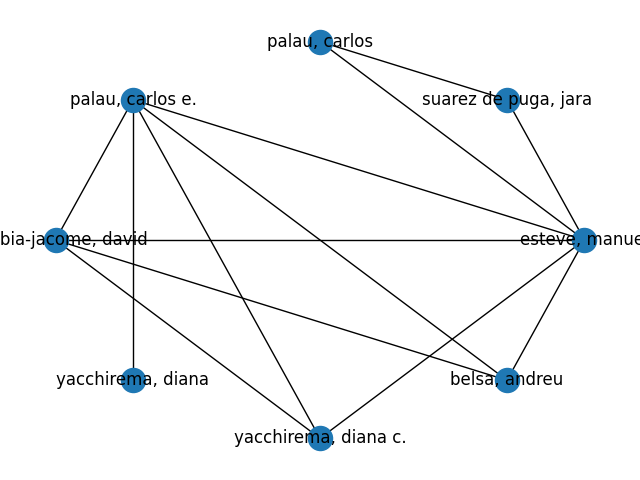 palau, carlos
palau, carlos e.
suarez de puga, jara
bia-jacome, david
esteve, manue
yacchirema, diana
belsa, andreu
yacchirema, diana c.